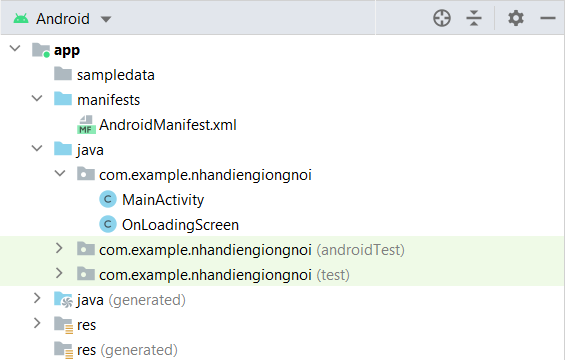 Android
app
sampledata
manifests
MF AndroidManifest.xml
java
com.example.nhandiengiongnoi
C MainActivity
C OnLoadingScreen
com.example.nhandiengiongnoi (androidTest)
com.example.nhandiengiongnoi (test)
java (generated)
res
res (generated)